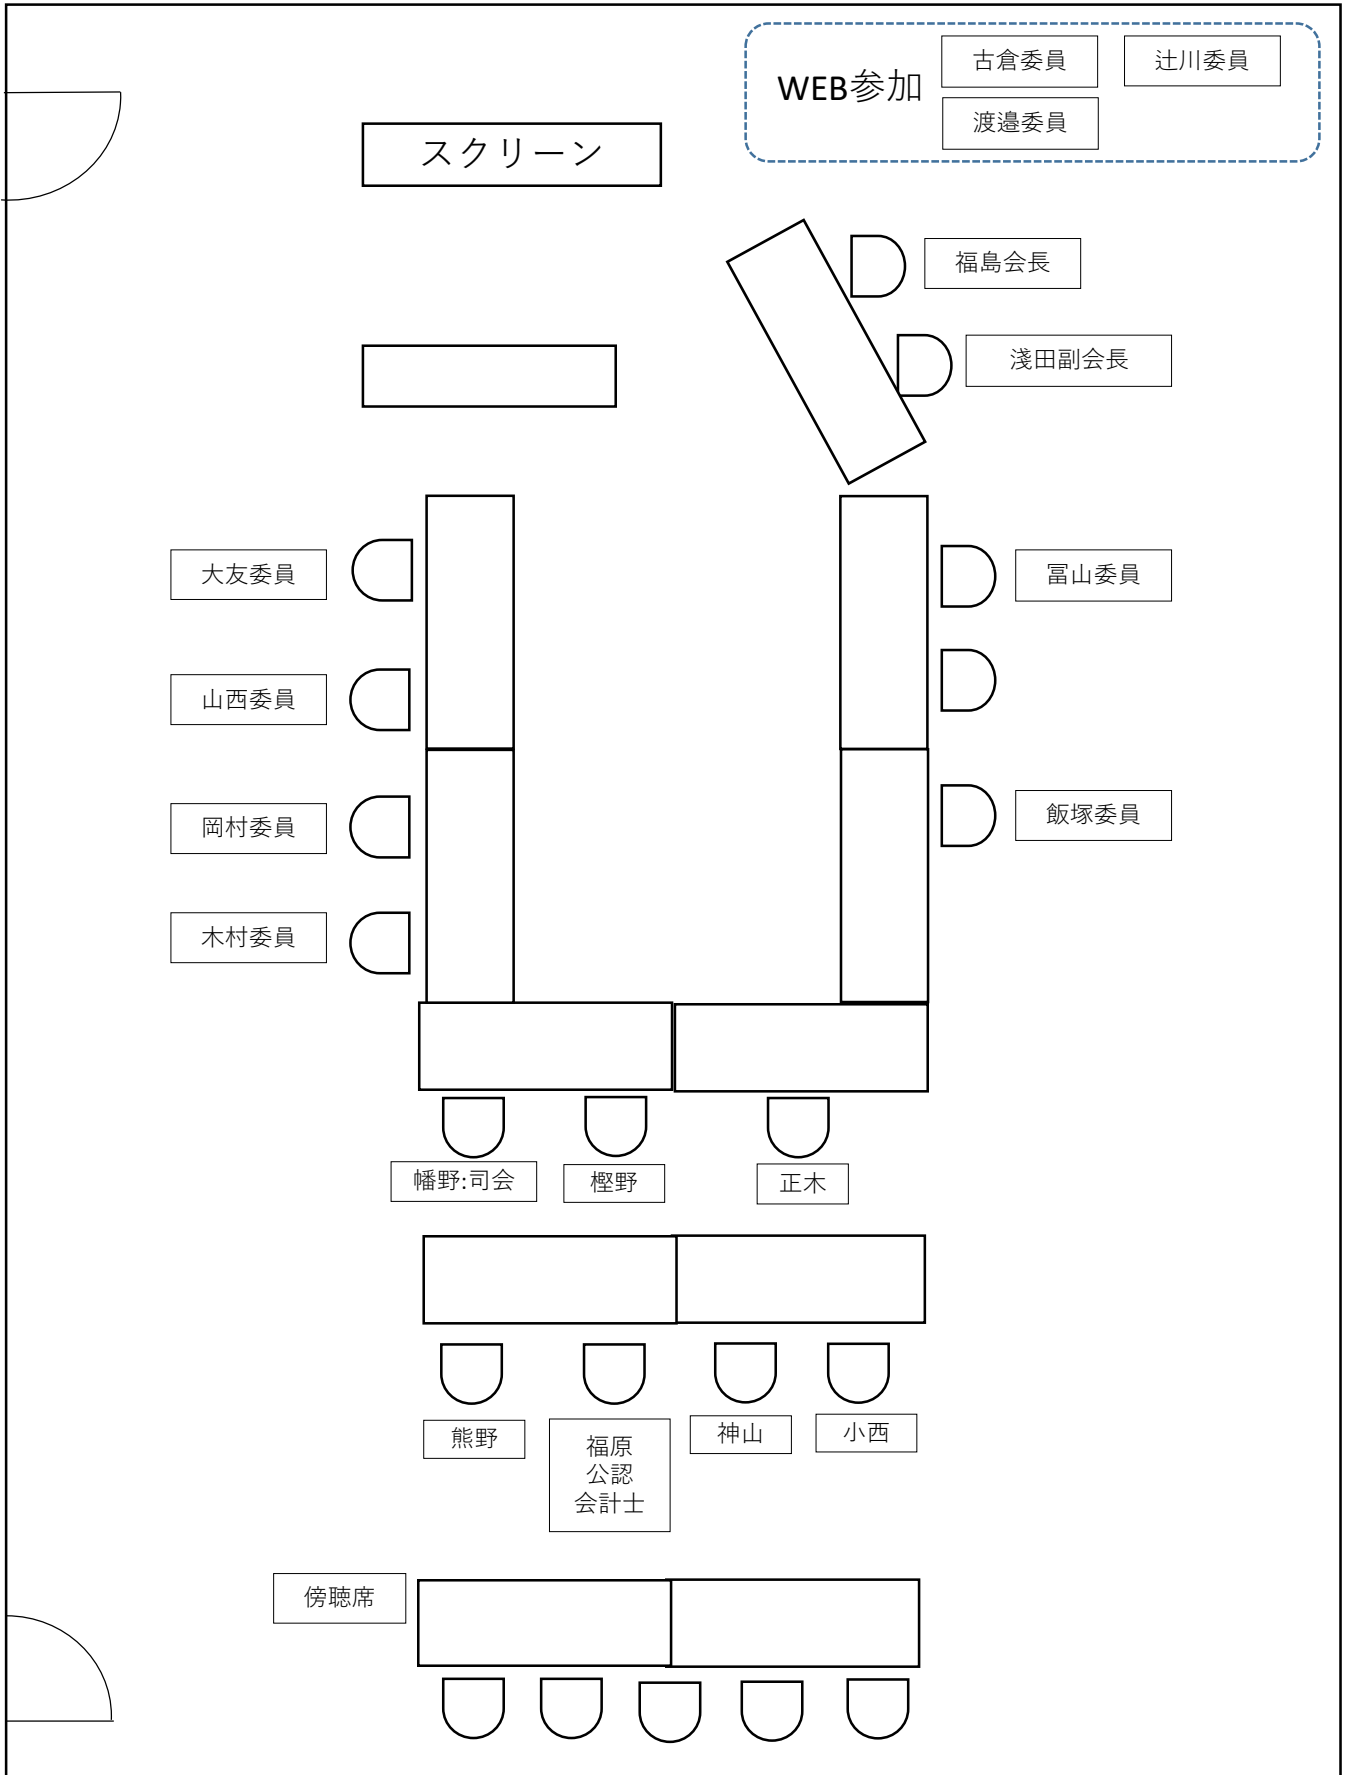 WEB参加
古倉委員
辻川委員
渡邉委員
スクリーン
福島会長
淺田副会長
大友委員
冨山委員
山西委員
岡村委員
飯塚委員
木村委員
幡野:司会
樫野
正木
熊野
福原
公認
会計士
神山
小西
傍聴席